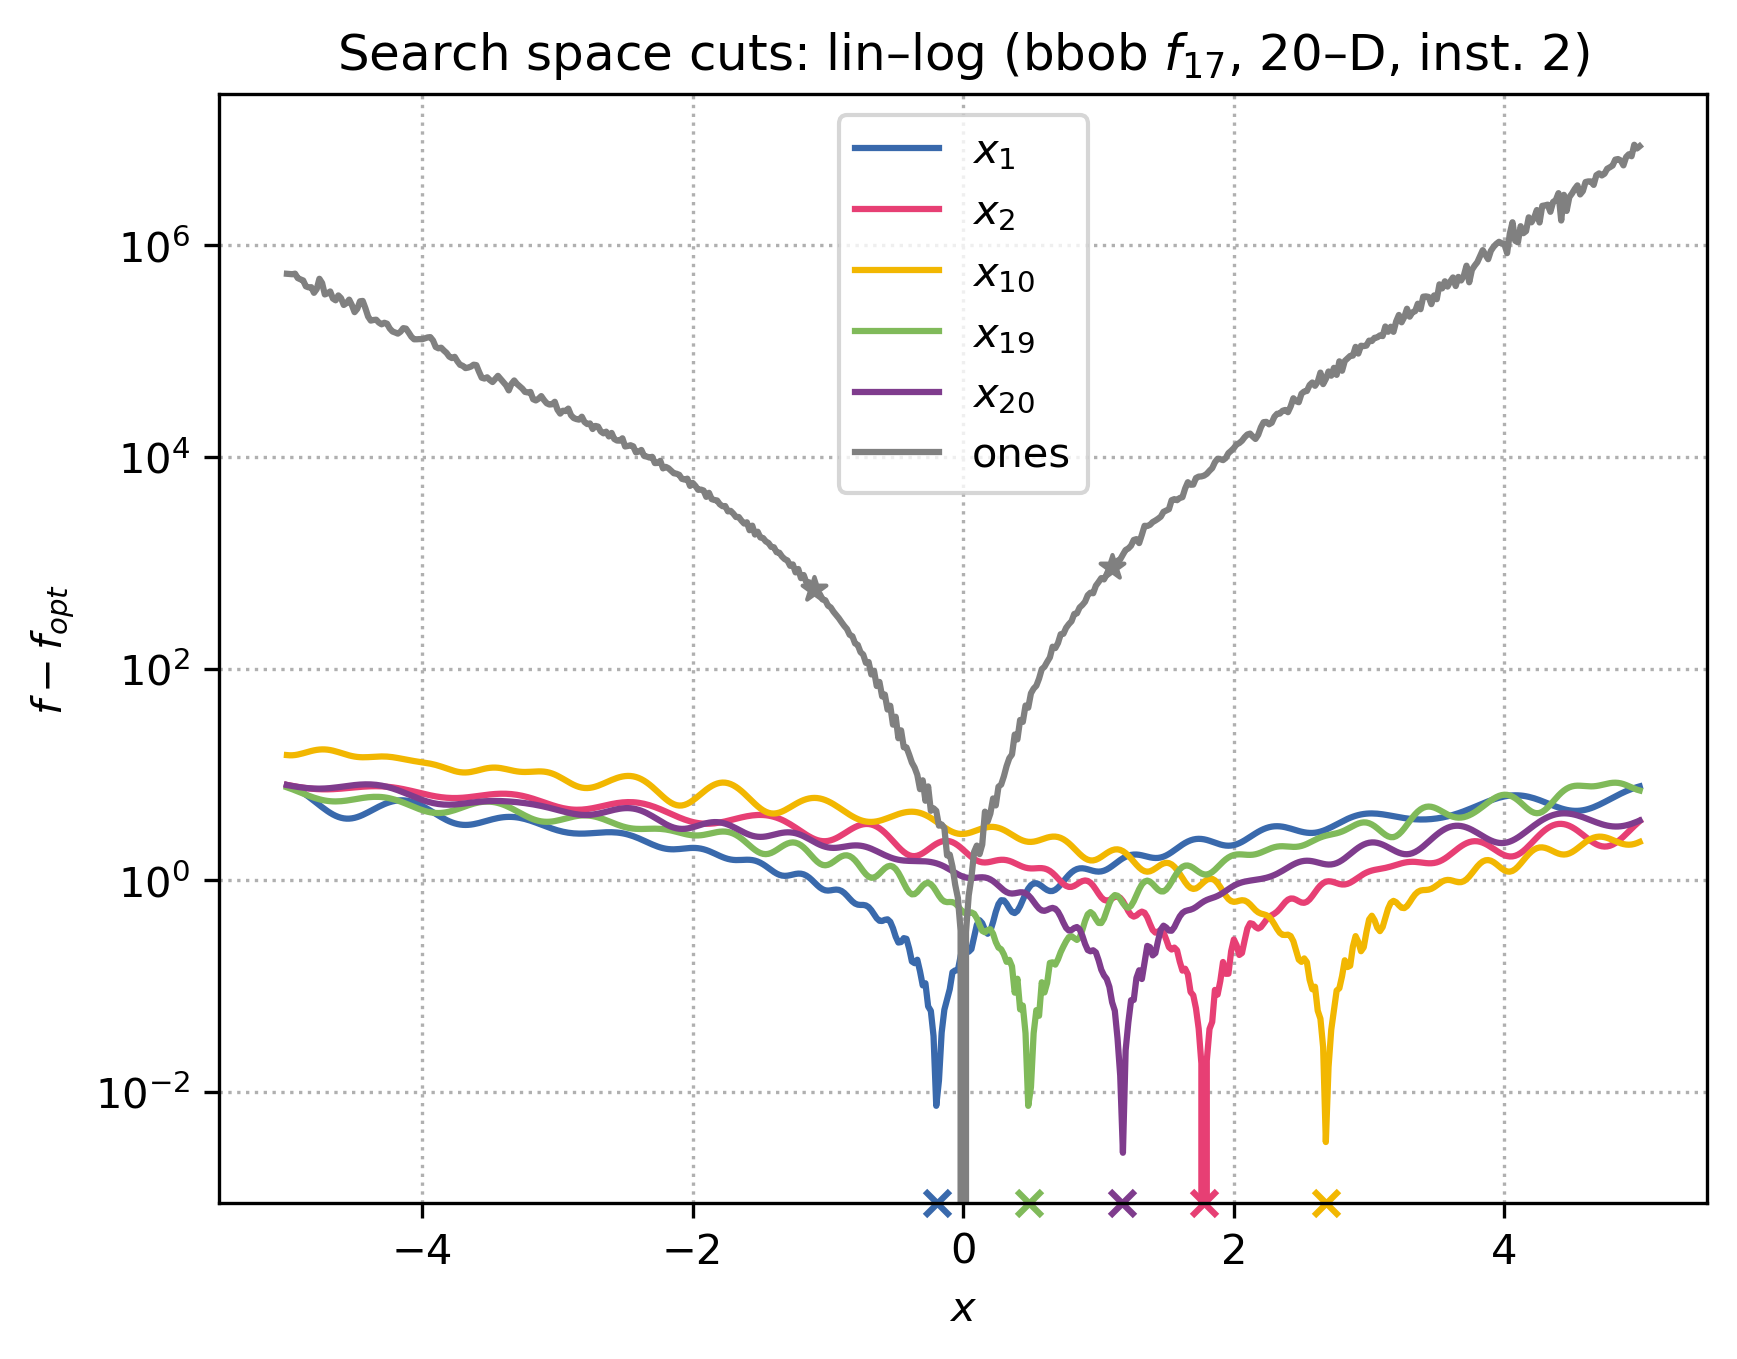 Search space cuts: lin–log (bbob f17, 20–D, inst. 2)
x1
x2
x10
x19
x20
ones
f − fopt
10^6
10^4
10^2
10^0
10^−2
−4 −2 0 2 4
x